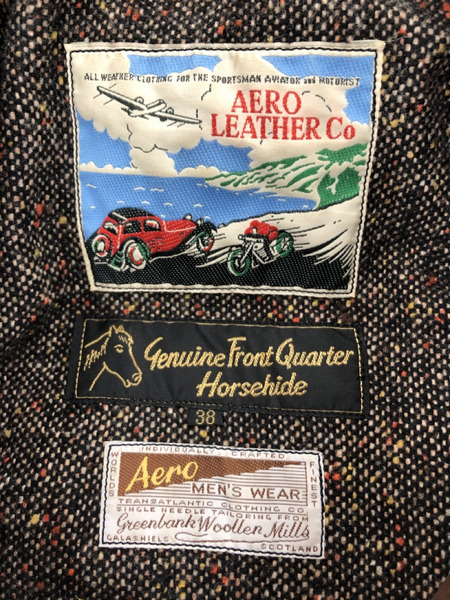 ALL WEATHER CLOTHING FOR THE SPORTSMAN AVIATOR AND MOTORIST
AERO
LEATHER Co
Genuine Front Quarter
Horsehide
38
INDIVIDUALLY CRAFTED
WORLDS
FINEST
Aero
MEN'S WEAR
TRANSATLANTIC CLOTHING CO.
SINGLE NEEDLE TAILORING FROM
Greenbank Woollen Mills
GALASHIELS SCOTLAND